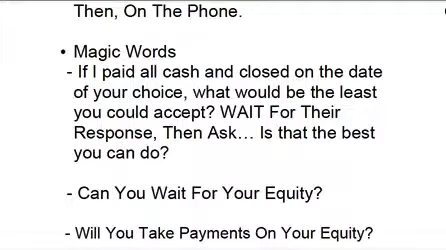 Then, On The Phone.
• Magic Words
- If I paid all cash and closed on the date
of your choice, what would be the least
you could accept? WAIT For Their
Response, Then Ask… Is that the best
you can do?
- Can You Wait For Your Equity?
- Will You Take Payments On Your Equity?